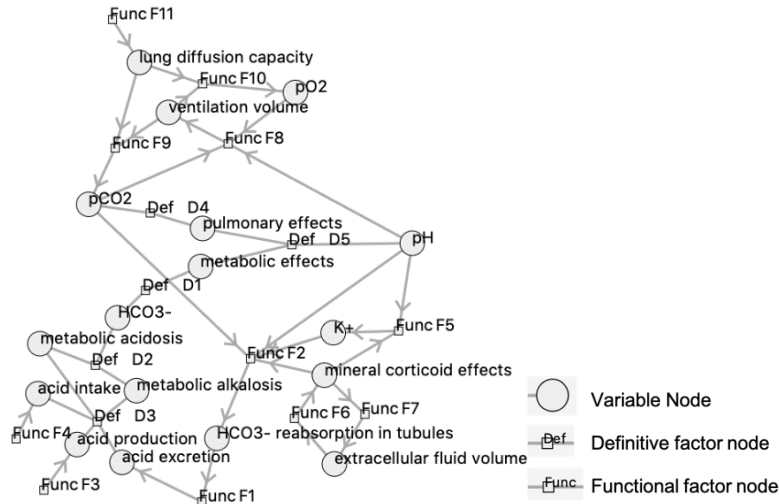 Func F11
lung diffusion capacity
Func F10
pO2
ventilation volume
Func F9
Func F8
pCO2
Def D4
pulmonary effects
Def D5
pH
metabolic effects
Def D1
HCO3-
K+
Func F5
metabolic acidosis
Func F2
Def D2
mineral corticoid effects
acid intake
metabolic alkalosis
Def D3
Func F6
Func F7
Func F4
acid production
HCO3- reabsorption in tubules
acid excretion
extracellular fluid volume
Func F3
Func F1
Variable Node
Def
Definitive factor node
Func
Functional factor node